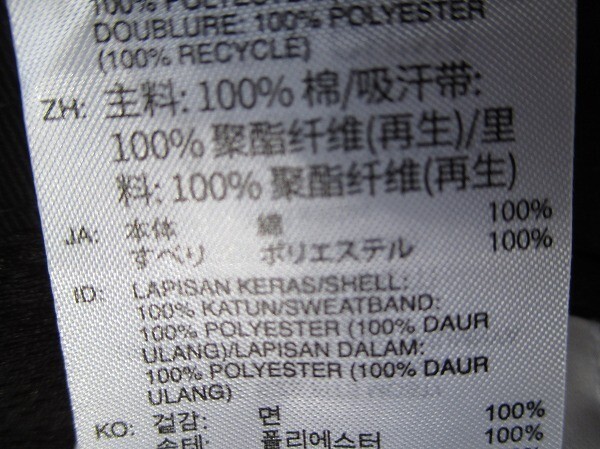 100% POLYESTER
DOUBLURE: 100% POLYESTER
(100% RECYCLE)
ZH: 主料: 100% 棉/吸汗带:
100% 聚酯纤维(再生)/里
料: 100% 聚酯纤维(再生)
JA: 本体 綿 100%
すべり ポリエステル 100%
ID: LAPISAN KERAS/SHELL:
100% KATUN/SWEATBAND:
100% POLYESTER (100% DAUR
ULANG)/LAPISAN DALAM:
100% POLYESTER (100% DAUR
ULANG)
KO: 겉감: 면 100%
폴리에스터 100%